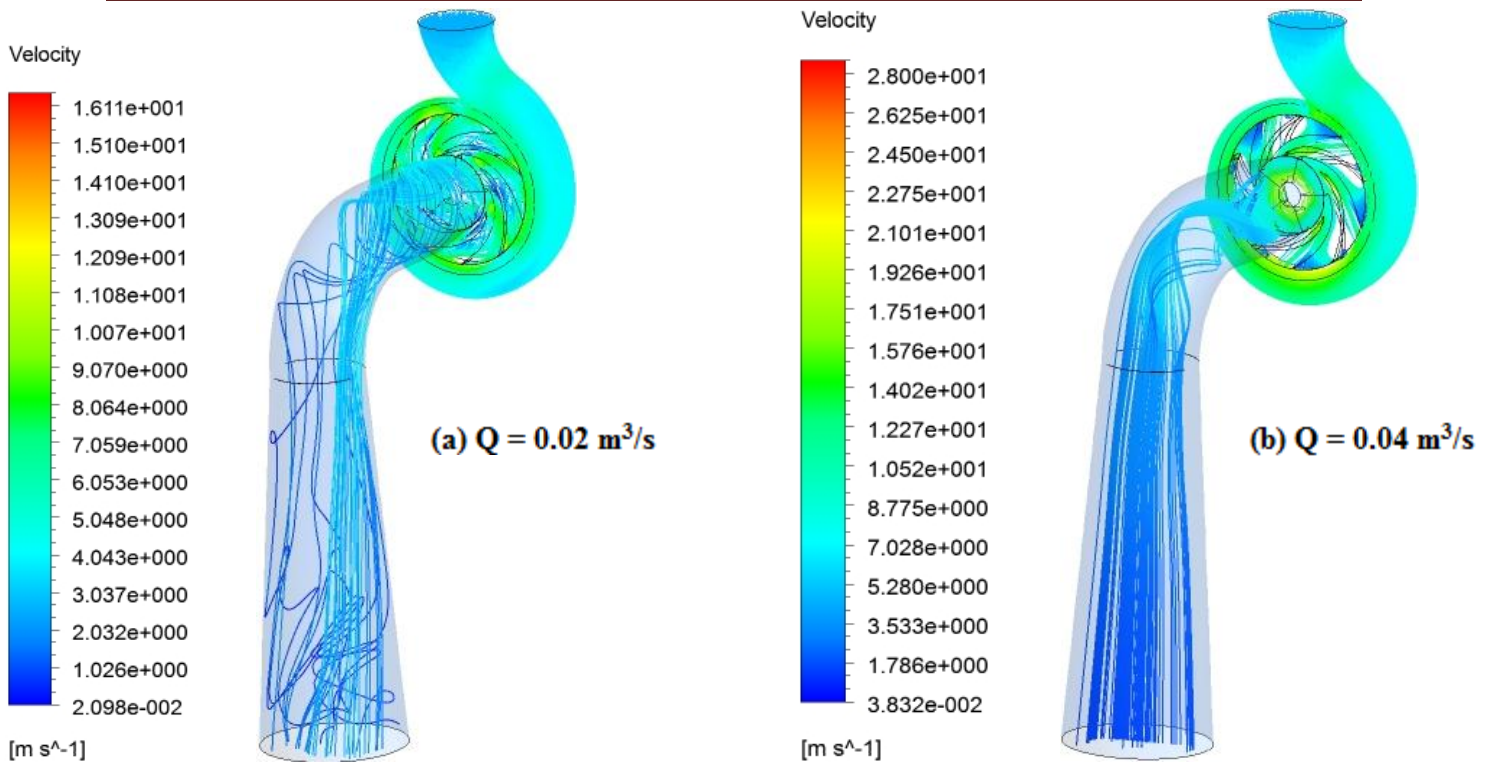 Velocity
1.611e+001
1.510e+001
1.410e+001
1.309e+001
1.209e+001
1.108e+001
1.007e+001
9.070e+000
8.064e+000
7.059e+000
6.053e+000
5.048e+000
4.043e+000
3.037e+000
2.032e+000
1.026e+000
2.098e-002
[m s^-1]
(a) Q = 0.02 m³/s
Velocity
2.800e+001
2.625e+001
2.450e+001
2.275e+001
2.101e+001
1.926e+001
1.751e+001
1.576e+001
1.402e+001
1.227e+001
1.052e+001
8.775e+000
7.028e+000
5.280e+000
3.533e+000
1.786e+000
3.832e-002
[m s^-1]
(b) Q = 0.04 m³/s